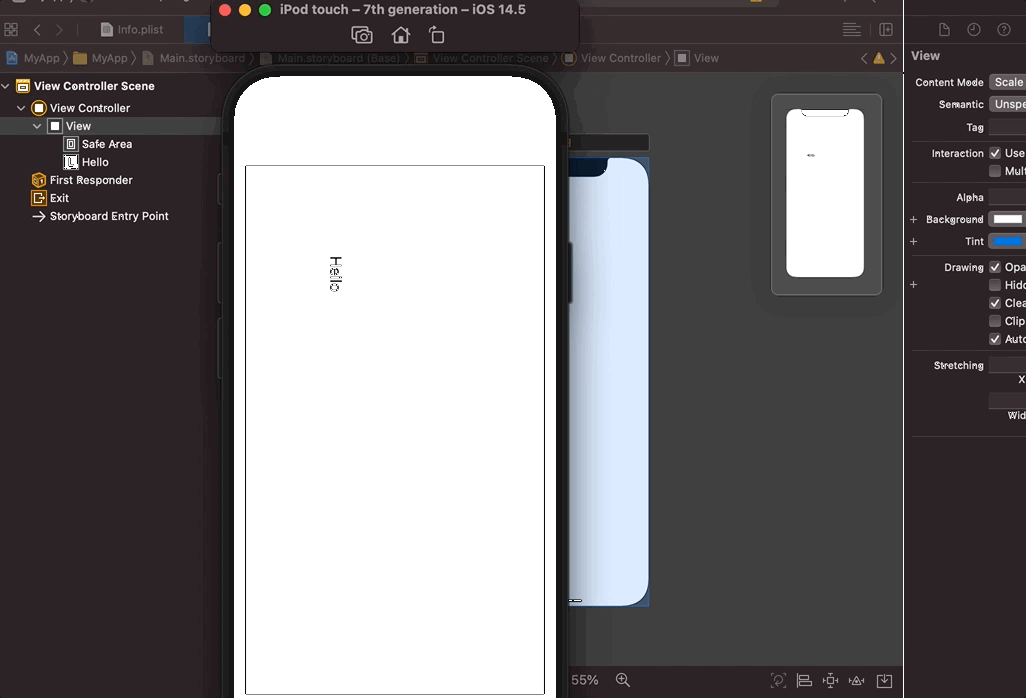 iPod touch – 7th generation – iOS 14.5
Info.plist
MyApp
MyApp
Main.storyboard
Main.storyboard (Base)
View Controller Scene
View Controller
View
View Controller Scene
View Controller
View
Safe Area
L Hello
First Responder
Exit
Storyboard Entry Point
Hello
55%
View
Content Mode Scale
Semantic Unspe
Tag
Interaction Use
Mult
Alpha
+ Background
+ Tint
Drawing Opa
+ Hidd
Clea
Clip
Auto
Stretching
X
Wid